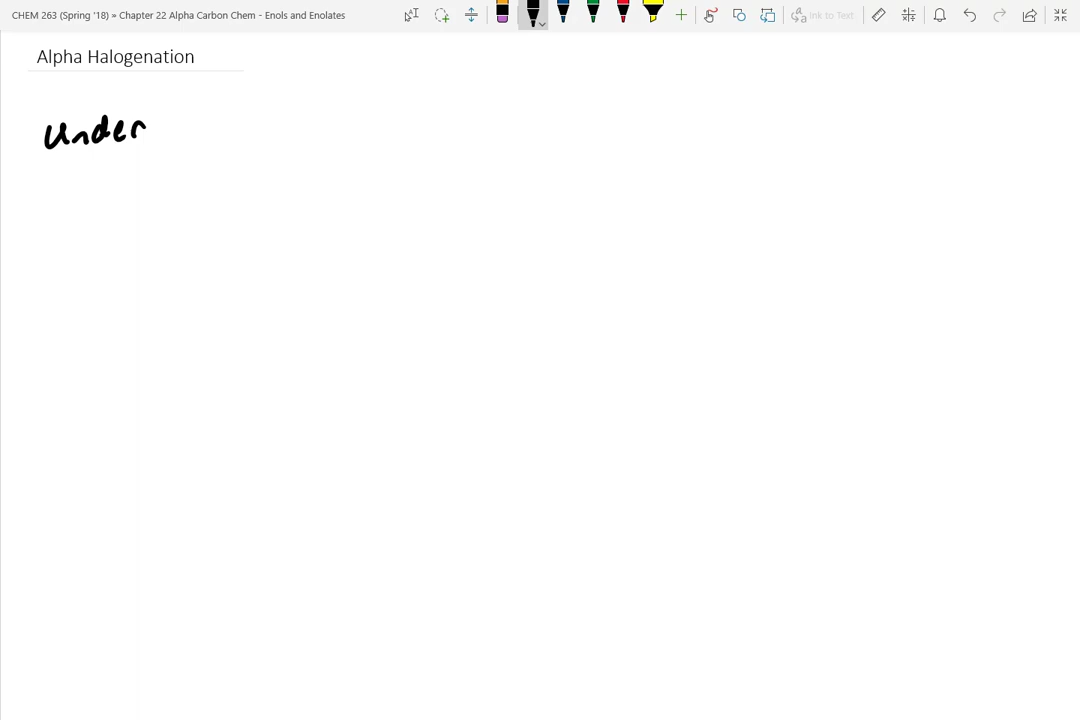 CHEM 263 (Spring '18) » Chapter 22 Alpha Carbon Chem - Enols and Enolates
Ink to Text
Alpha Halogenation
under